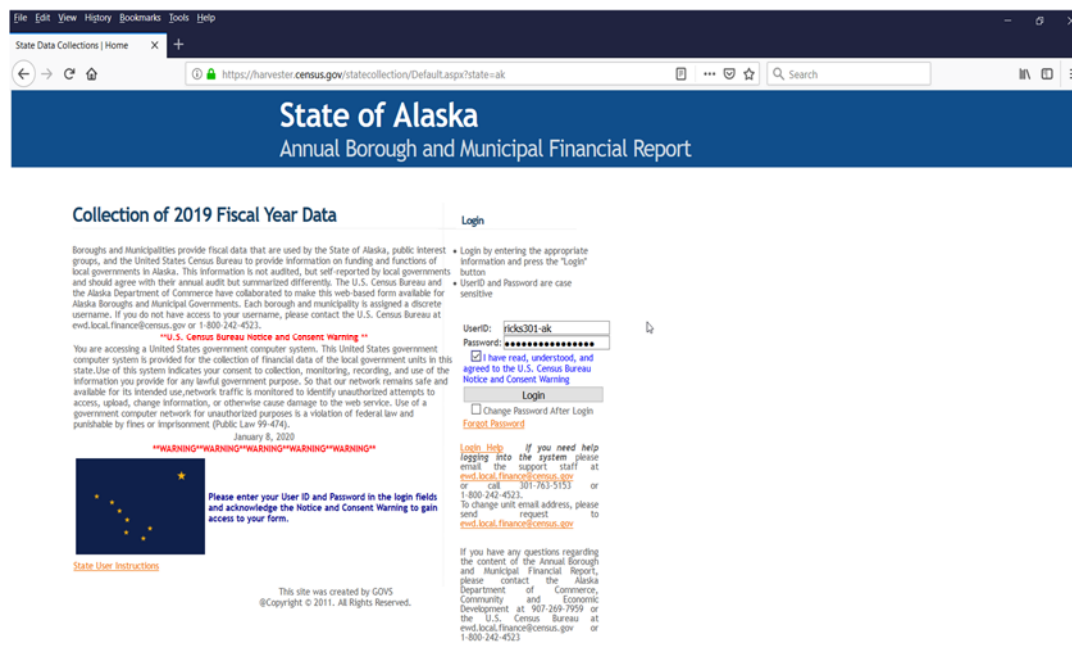 File Edit View History Bookmarks Tools Help
State Data Collections | Home
https://harvester.census.gov/statecollection/Default.aspx?state=ak
Search
State of Alaska
Annual Borough and Municipal Financial Report
Collection of 2019 Fiscal Year Data
Boroughs and Municipalities provide fiscal data that are used by the State of Alaska, public interest
groups, and the United States Census Bureau to provide information on funding and functions of
local governments in Alaska. This information is not audited, but self-reported by local governments
and should agree with their annual audit but summarized differently. The U.S. Census Bureau and
the Alaska Department of Commerce have collaborated to make this web-based form available for
Alaska Boroughs and Municipal Governments. Each borough and municipality is assigned a discrete
username. If you do not have access to your username, please contact the U.S. Census Bureau at
ewd.local.finance@census.gov or 1-800-242-4523.
**U.S. Census Bureau Notice and Consent Warning **
You are accessing a United States government computer system. This United States government
computer system is provided for the collection of financial data of the local government units in this
state.Use of this system indicates your consent to collection, monitoring, recording, and use of the
information you provide for any lawful government purpose. So that our network remains safe and
available for its intended use,network traffic is monitored to identify unauthorized attempts to
access, upload, change information, or otherwise cause damage to the web service. Use of a
government computer network for unauthorized purposes is a violation of federal law and
punishable by fines or imprisonment (Public Law 99-474).
January 8, 2020
**WARNING**WARNING**WARNING**WARNING**WARNING**
Please enter your User ID and Password in the login fields
and acknowledge the Notice and Consent Warning to gain
access to your form.
State User Instructions
This site was created by GOVS
@Copyright © 2011. All Rights Reserved.
Login
• Login by entering the appropriate
information and press the "Login"
button
• UserID and Password are case
sensitive
UserID: ricks301-ak
Password: ●●●●●●●●●●●●●●●●
I have read, understood, and
agreed to the U.S. Census Bureau
Notice and Consent Warning
Login
Change Password After Login
Forgot Password
Login Help If you need help
logging into the system please
email the support staff at
ewd.local.finance@census.gov
or call 301-763-5153 or
1-800-242-4523.
To change unit email address, please
send request to
ewd.local.finance@census.gov
If you have any questions regarding
the content of the Annual Borough
and Municipal Financial Report,
please contact the Alaska
Department of Commerce,
Community and Economic
Development at 907-269-7959 or
the U.S. Census Bureau at
ewd.local.finance@census.gov or
1-800-242-4523